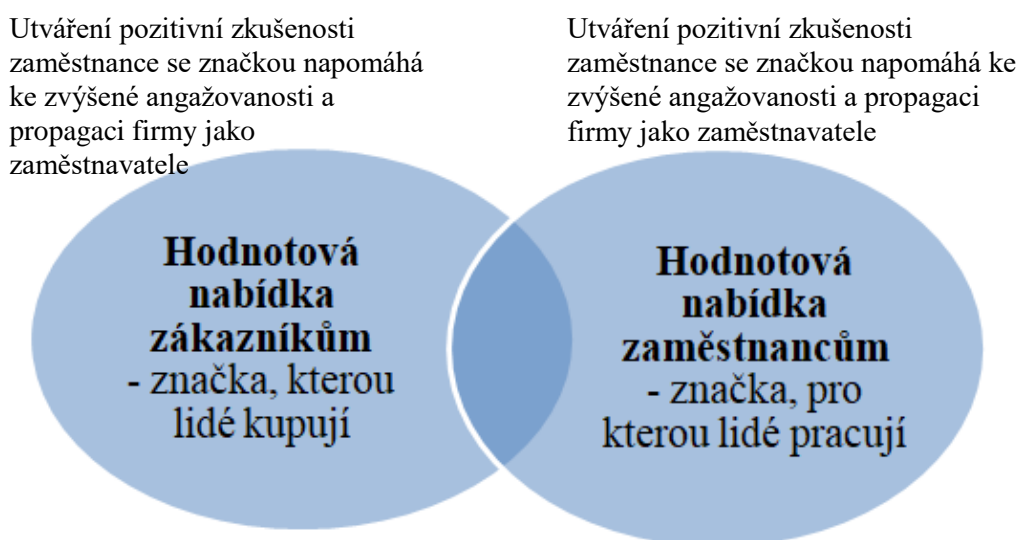 Utváření pozitivní zkušenosti
zaměstnance se značkou napomáhá
ke zvýšené angažovanosti a
propagaci firmy jako
zaměstnavatele
Utváření pozitivní zkušenosti
zaměstnance se značkou napomáhá ke
zvýšené angažovanosti a propagaci
firmy jako zaměstnavatele
Hodnotová
nabídka
zákazníkům
- značka, kterou
lidé kupují
Hodnotová
nabídka
zaměstnancům
- značka, pro
kterou lidé pracují